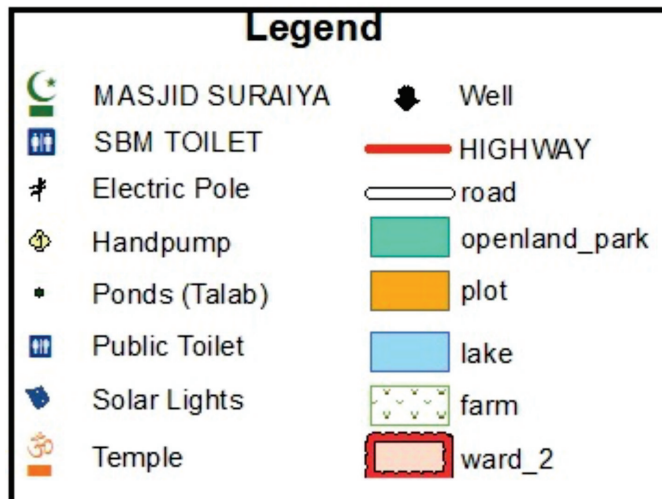 Legend
MASJID SURAIYA
SBM TOILET
Electric Pole
Handpump
Ponds (Talab)
Public Toilet
Solar Lights
Temple
Well
HIGHWAY
road
openland_park
plot
lake
farm
ward_2